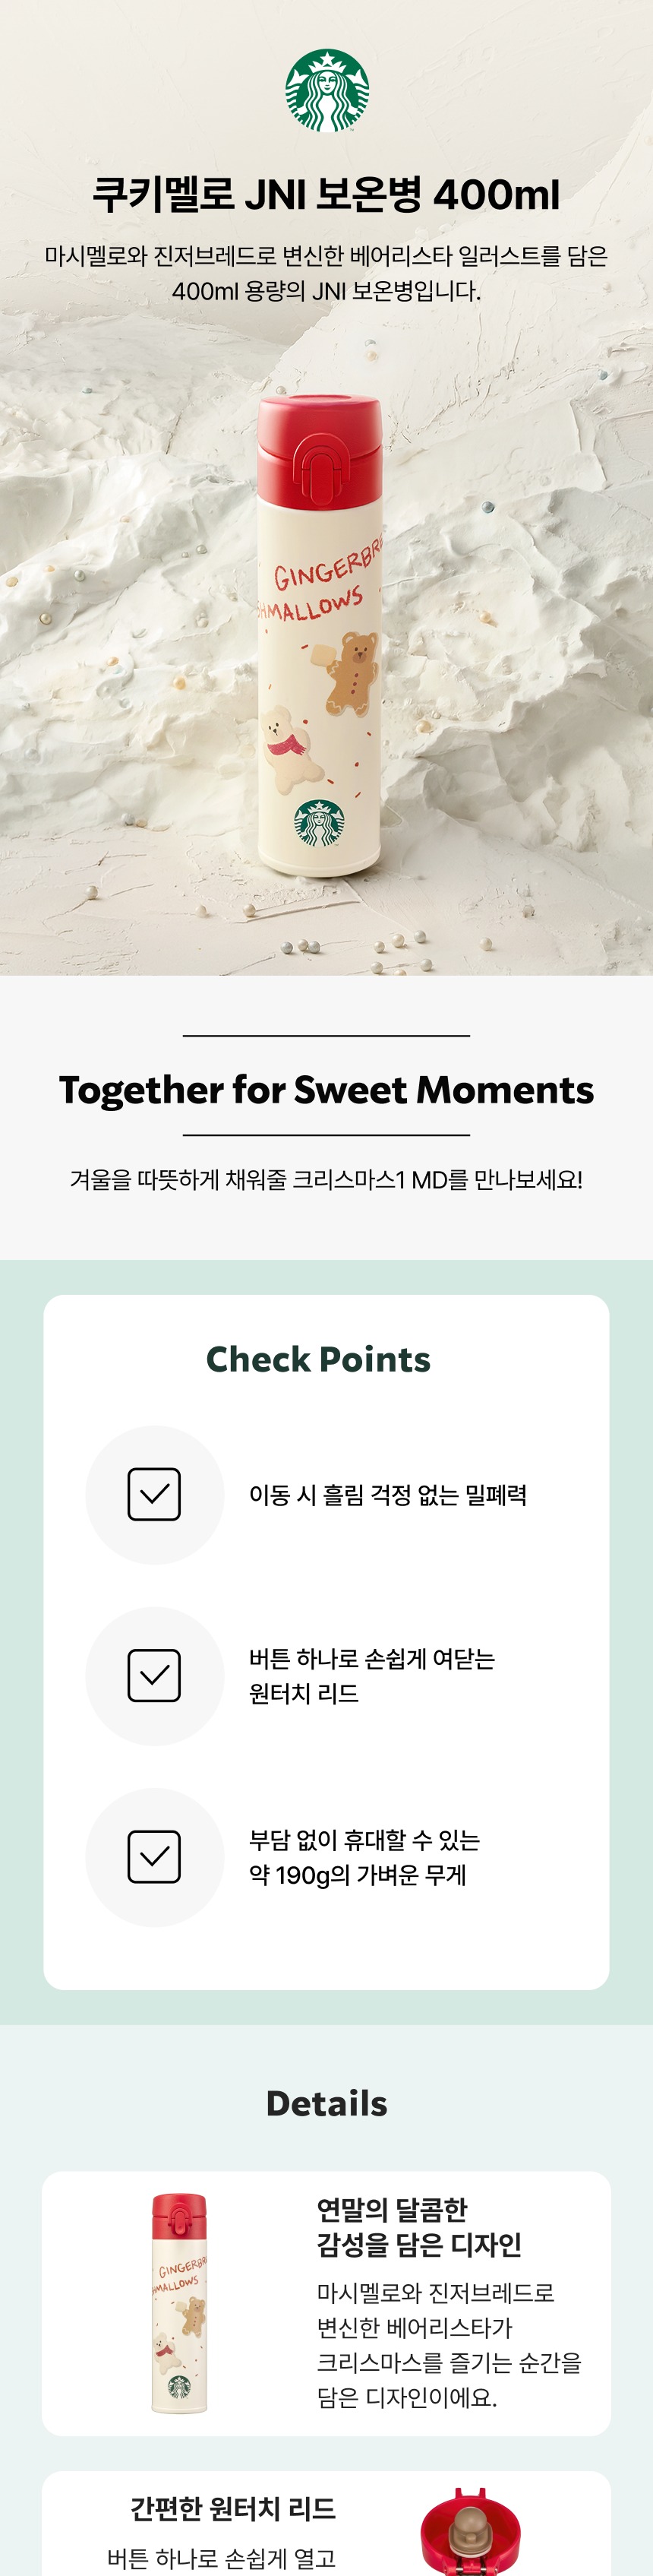 쿠키멜로 JNI 보온병 400ml
마시멜로와 진저브레드로 변신한 베어리스타 일러스트를 담은
400ml 용량의 JNI 보온병입니다.
GINGERBRE
HMALLOWS
Together for Sweet Moments
겨울을 따뜻하게 채워줄 크리스마스1 MD를 만나보세요!
Check Points
이동 시 흘림 걱정 없는 밀폐력
버튼 하나로 손쉽게 여닫는
원터치 리드
부담 없이 휴대할 수 있는
약 190g의 가벼운 무게
Details
연말의 달콤한
감성을 담은 디자인
마시멜로와 진저브레드로
변신한 베어리스타가
크리스마스를 즐기는 순간을
담은 디자인이에요.
GINGERBR
HMALLOWS
간편한 원터치 리드
버튼 하나로 손쉽게 열고